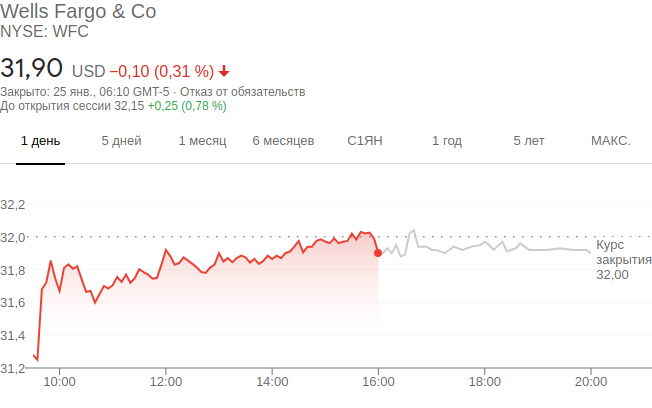 Wells Fargo & Co
NYSE: WFC
31,90 USD −0,10 (0,31 %)
Закрыто: 25 янв., 06:10 GMT-5 · Отказ от обязательств
До открытия сессии 32,15 +0,25 (0,78 %)
1 день 5 дней 1 месяц 6 месяцев С1ЯН 1 год 5 лет МАКС.
32,2
32,0
31,8
31,6
31,4
31,2
Курс
закрытия
32,00
10:00 12:00 14:00 16:00 18:00 20:00